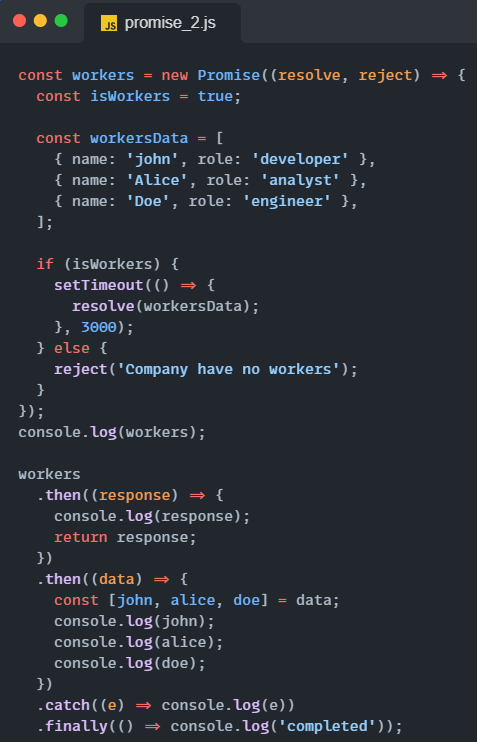 JS promise_2.js
const workers = new Promise((resolve, reject) => {
  const isWorkers = true;

  const workersData = [
    { name: 'john', role: 'developer' },
    { name: 'Alice', role: 'analyst' },
    { name: 'Doe', role: 'engineer' },
  ];

  if (isWorkers) {
    setTimeout(() => {
      resolve(workersData);
    }, 3000);
  } else {
    reject('Company have no workers');
  }
});
console.log(workers);

workers
  .then((response) => {
    console.log(response);
    return response;
  })
  .then((data) => {
    const [john, alice, doe] = data;
    console.log(john);
    console.log(alice);
    console.log(doe);
  })
  .catch((e) => console.log(e))
  .finally(() => console.log('completed'));